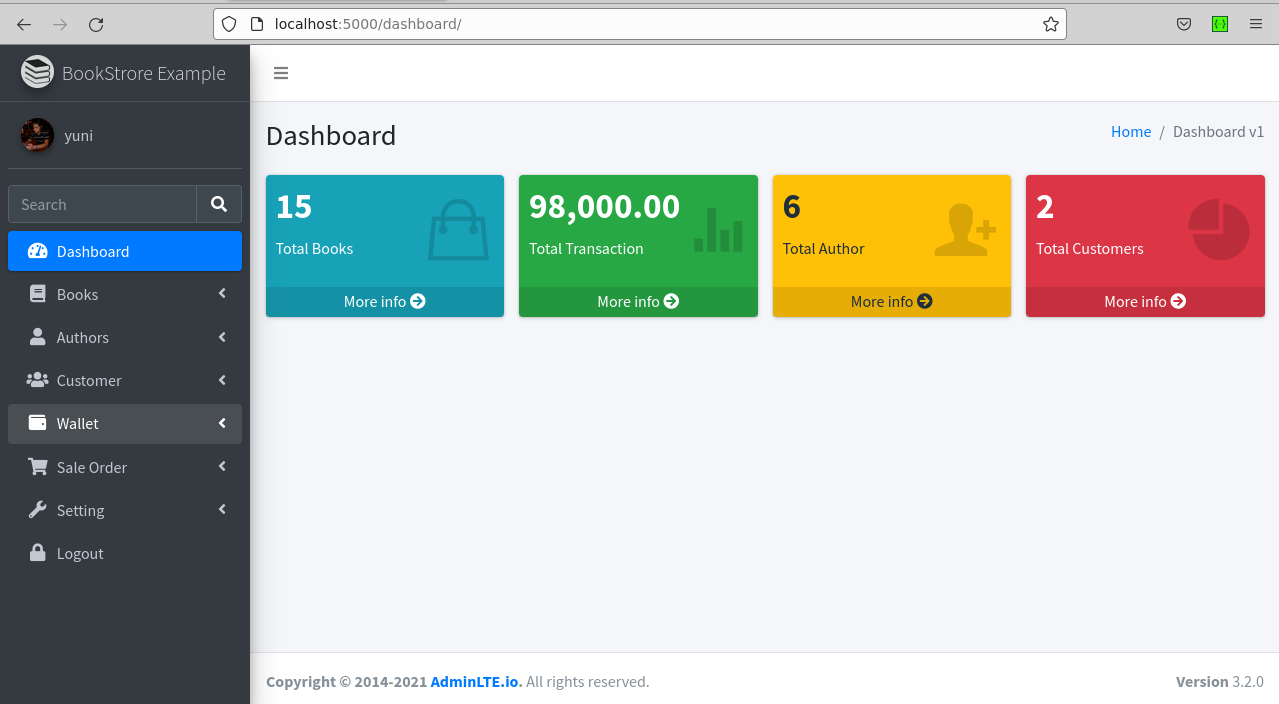 localhost:5000/dashboard/
BookStrore Example
yuni
Search
Dashboard
Books
Authors
Customer
Wallet
Sale Order
Setting
Logout
Dashboard
Home / Dashboard v1
15
Total Books
More info
98,000.00
Total Transaction
More info
6
Total Author
More info
2
Total Customers
More info
Copyright © 2014-2021 AdminLTE.io. All rights reserved.
Version 3.2.0